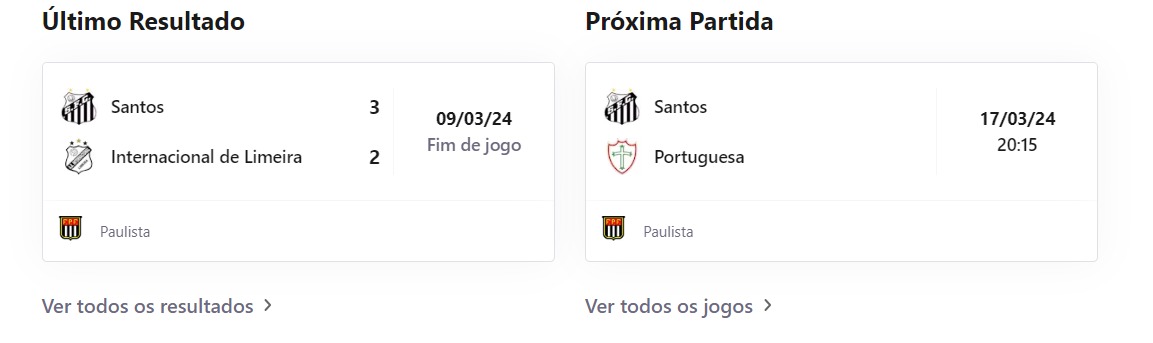 Último Resultado
Santos 3
09/03/24
Fim de jogo
Internacional de Limeira 2
Paulista
Ver todos os resultados
Próxima Partida
Santos
17/03/24
20:15
Portuguesa
Paulista
Ver todos os jogos